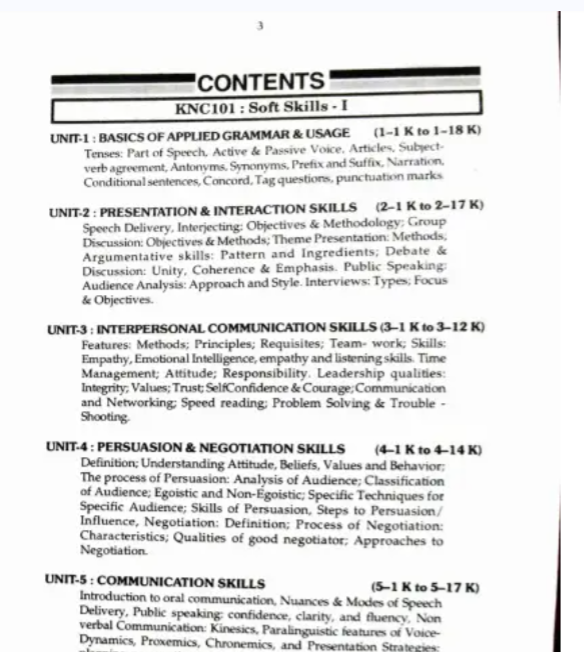 3
CONTENTS
KNC101 : Soft Skills - I
UNIT-1 : BASICS OF APPLIED GRAMMAR & USAGE (1–1 K to 1–18 K)
Tenses: Part of Speech, Active & Passive Voice, Articles, Subject-
verb agreement, Antonyms, Synonyms, Prefix and Suffix, Narration,
Conditional sentences, Concord, Tag questions, punctuation marks
UNIT-2 : PRESENTATION & INTERACTION SKILLS (2–1 K to 2–17 K)
Speech Delivery, Interjecting; Objectives & Methodology; Group
Discussion: Objectives & Methods; Theme Presentation: Methods;
Argumentative skills: Pattern and Ingredients; Debate &
Discussion: Unity, Coherence & Emphasis. Public Speaking:
Audience Analysis: Approach and Style. Interviews: Types; Focus
& Objectives.
UNIT-3 : INTERPERSONAL COMMUNICATION SKILLS (3–1 K to 3–12 K)
Features: Methods; Principles; Requisites; Team- work; Skills:
Empathy, Emotional Intelligence, empathy and listening skills. Time
Management; Attitude; Responsibility. Leadership qualities:
Integrity; Values; Trust; SelfConfidence & Courage; Communication
and Networking; Speed reading; Problem Solving & Trouble -
Shooting.
UNIT-4 : PERSUASION & NEGOTIATION SKILLS (4–1 K to 4–14 K)
Definition; Understanding Attitude, Beliefs, Values and Behavior;
The process of Persuasion: Analysis of Audience; Classification
of Audience; Egoistic and Non-Egoistic; Specific Techniques for
Specific Audience; Skills of Persuasion, Steps to Persuasion/
Influence, Negotiation: Definition; Process of Negotiation:
Characteristics; Qualities of good negotiator; Approaches to
Negotiation.
UNIT-5 : COMMUNICATION SKILLS (5–1 K to 5–17 K)
Introduction to oral communication, Nuances & Modes of Speech
Delivery, Public speaking: confidence, clarity, and fluency, Non
verbal Communication: Kinesics, Paralinguistic features of Voice-
Dynamics, Proxemics, Chronemics, and Presentation Strategies: